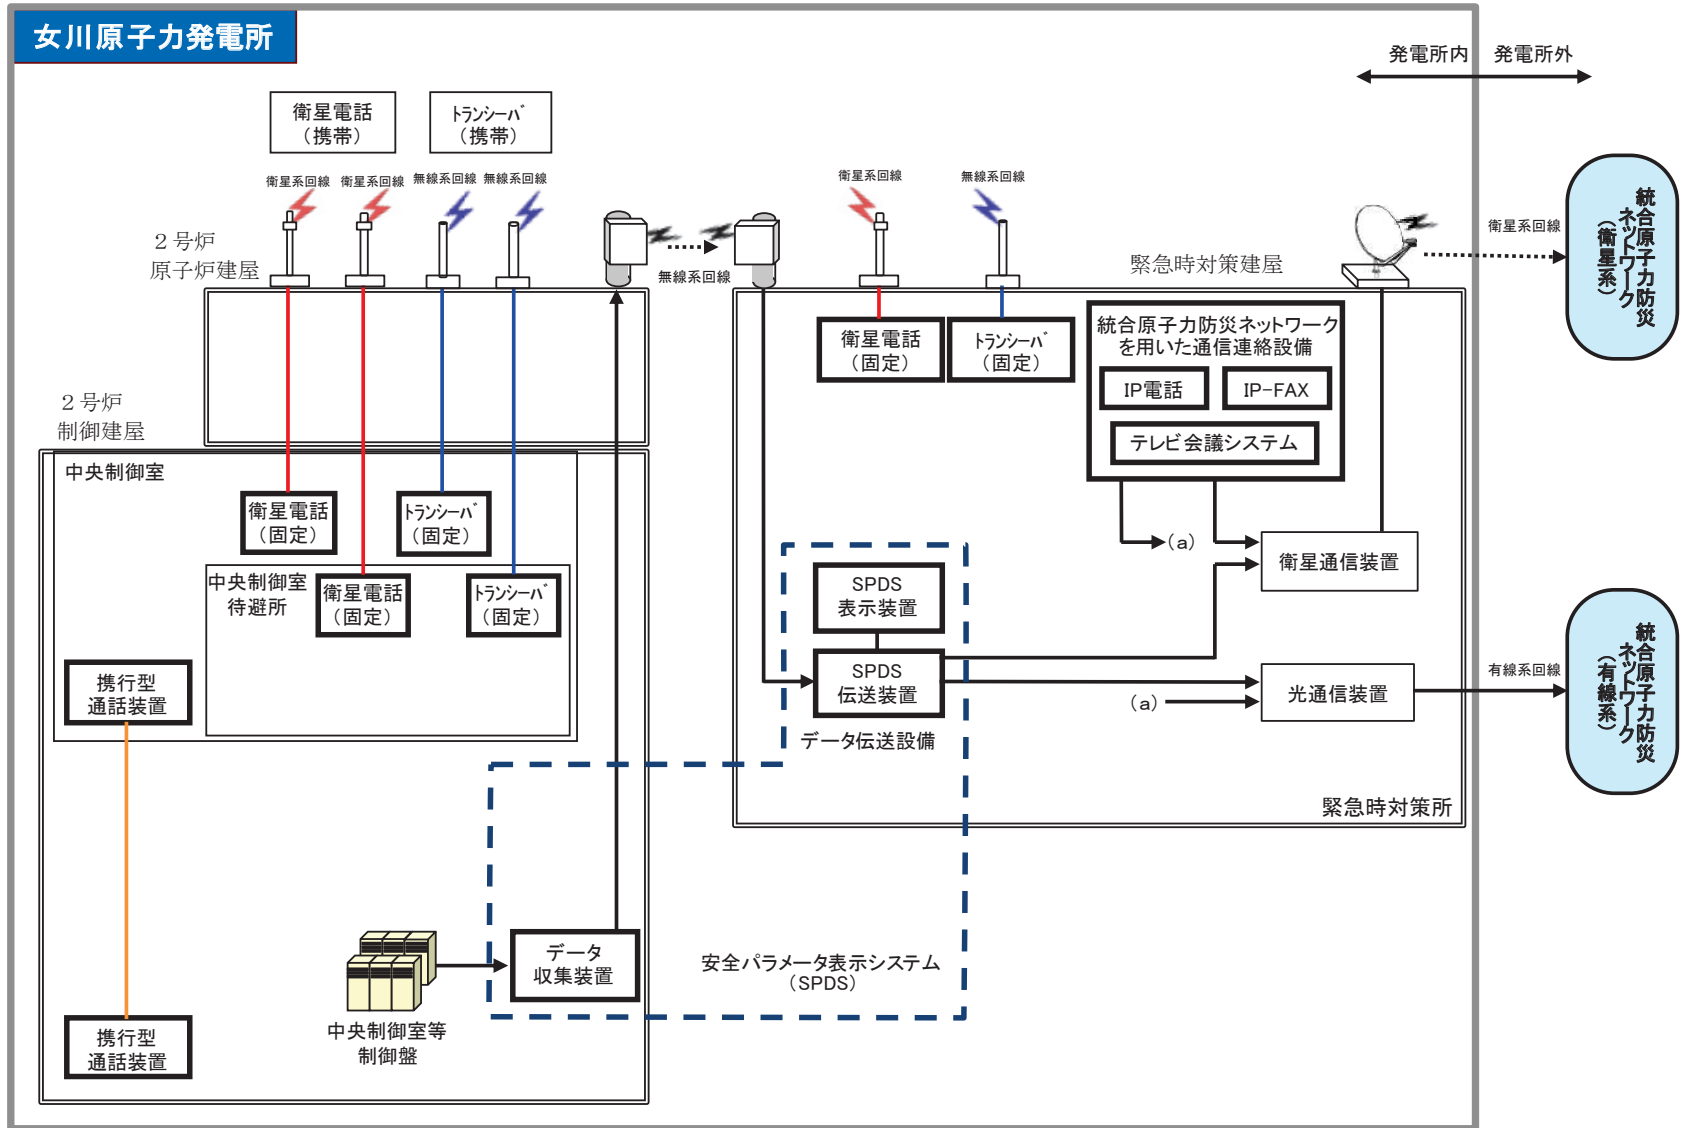 女川原子力発電所
発電所内
発電所外
衛星電話
（携帯）
トランシーバ
（携帯）
衛星系回線
衛星系回線
無線系回線
無線系回線
無線系回線
衛星系回線
無線系回線
衛星系回線
統合原子力防災
ネットワーク
（衛星系）
２号炉
原子炉建屋
緊急時対策建屋
衛星電話
（固定）
トランシーバ
（固定）
統合原子力防災ネットワーク
を用いた通信連絡設備
IP電話
IP-FAX
テレビ会議システム
２号炉
制御建屋
中央制御室
衛星電話
（固定）
トランシーバ
（固定）
中央制御室
待避所
衛星電話
（固定）
トランシーバ
（固定）
(a)
衛星通信装置
SPDS
表示装置
SPDS
伝送装置
データ伝送設備
(a)
光通信装置
有線系回線
統合原子力防災
ネットワーク
（有線系）
携行型
通話装置
緊急時対策所
データ
収集装置
安全パラメータ表示システム
（SPDS）
中央制御室等
制御盤
携行型
通話装置